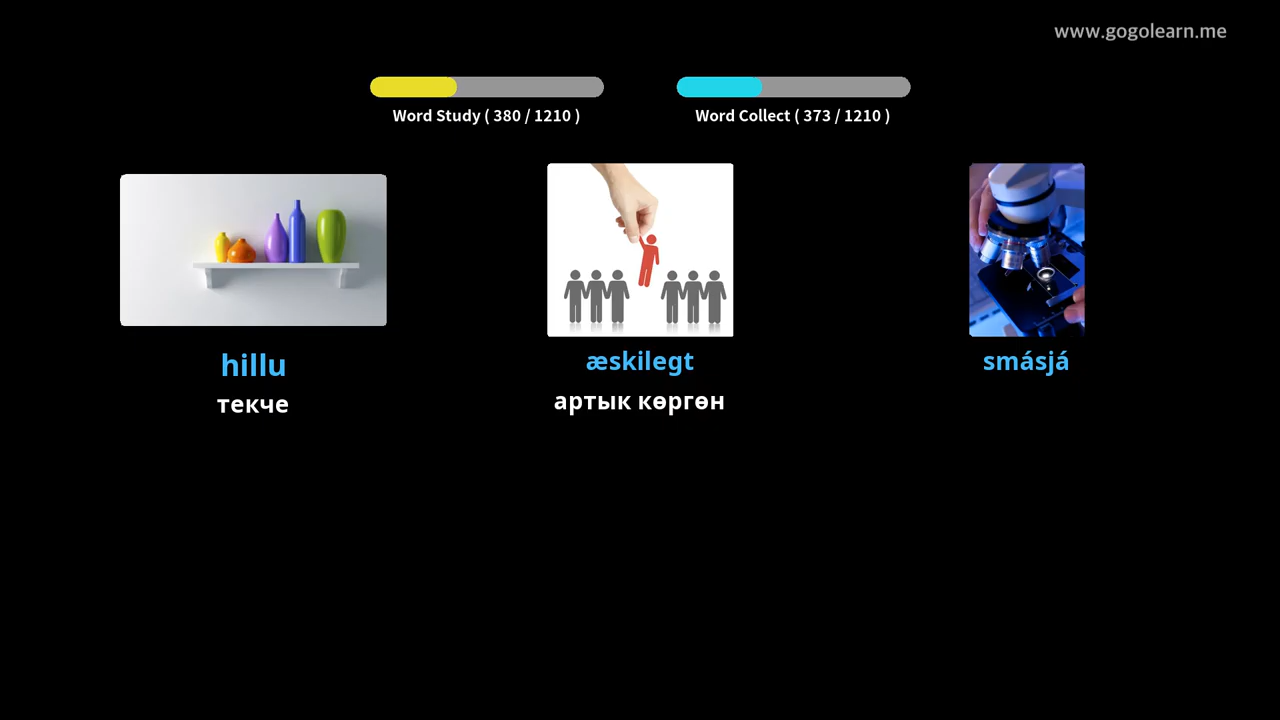 www.gogolearn.me
Word Study ( 380 / 1210 )
Word Collect ( 373 / 1210 )
hillu
текче
æskilegt
артык көргөн
smásjá